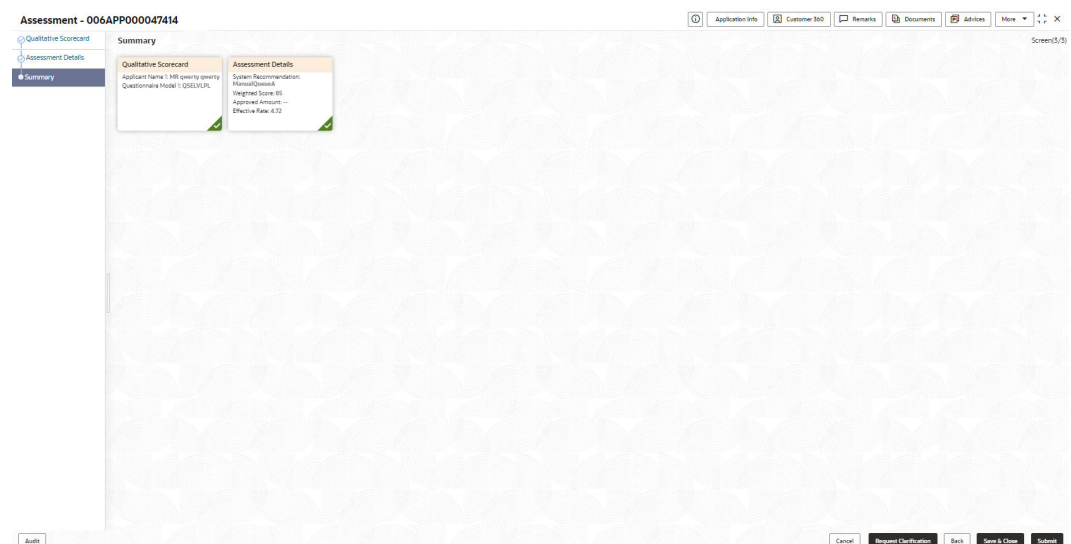 Assessment - 006APP000047414
Application Info
Customer 360
Remarks
Documents
Advices
More
Qualitative Scorecard
Assessment Details
Summary
Summary
Screen(3/3)
Qualitative Scorecard
Applicant Name 1: MR qwerty qwerty
Questionnaire Model 1: QSELVLPL
Assessment Details
System Recommendation:
Weighted Score: 85
Approved Amount: --
Effective Rate: 4.72
Audit
Cancel
Request Clarification
Back
Save & Close
Submit